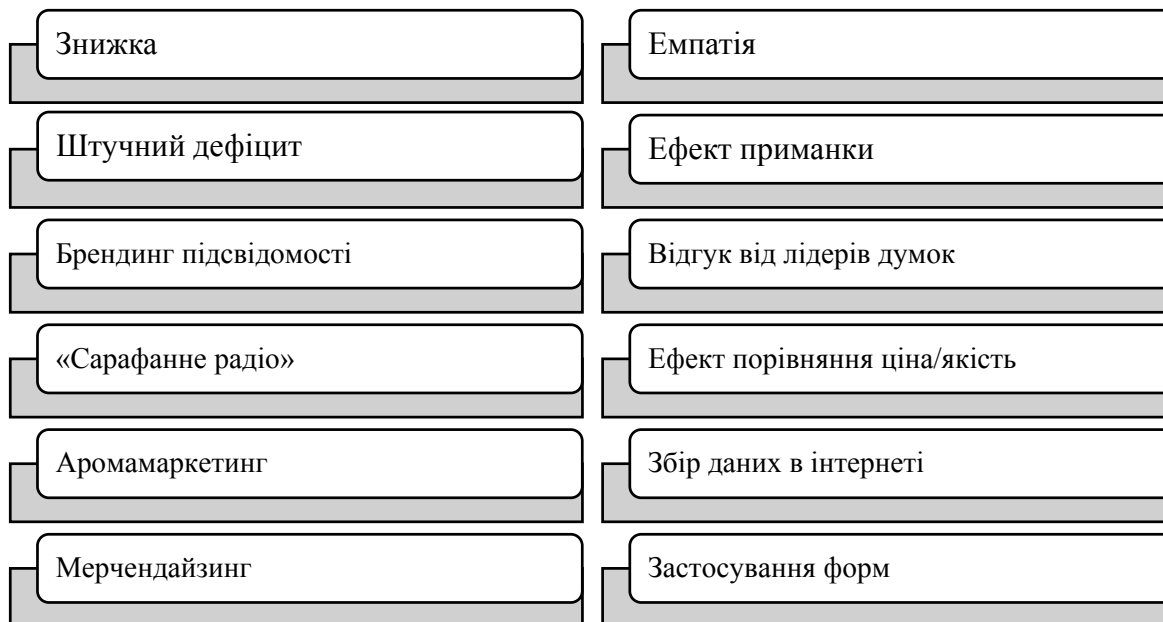 Знижка
Емпатія
Штучний дефіцит
Ефект приманки
Брендинг підсвідомості
Відгук від лідерів думок
«Сарафанне радіо»
Ефект порівняння ціна/якість
Аромамаркетинг
Збір даних в інтернеті
Мерчендайзинг
Застосування форм